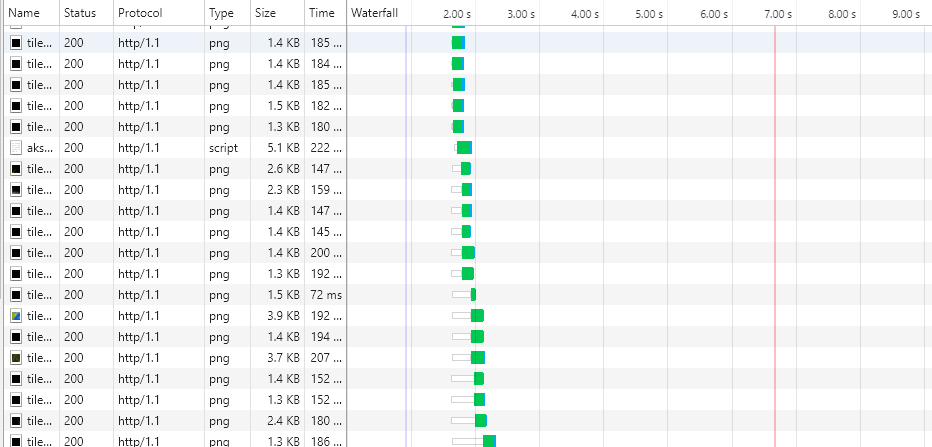 Name Status Protocol Type Size Time Waterfall 2.00 s 3.00 s 4.00 s 5.00 s 6.00 s 7.00 s 8.00 s 9.00 s
tile... 200 http/1.1 png 1.4 KB 185 ...
tile... 200 http/1.1 png 1.4 KB 184 ...
tile... 200 http/1.1 png 1.4 KB 185 ...
tile... 200 http/1.1 png 1.5 KB 182 ...
tile... 200 http/1.1 png 1.3 KB 180 ...
aks... 200 http/1.1 script 5.1 KB 222 ...
tile... 200 http/1.1 png 2.6 KB 147 ...
tile... 200 http/1.1 png 2.3 KB 159 ...
tile... 200 http/1.1 png 1.4 KB 147 ...
tile... 200 http/1.1 png 1.4 KB 145 ...
tile... 200 http/1.1 png 1.4 KB 200 ...
tile... 200 http/1.1 png 1.3 KB 192 ...
tile... 200 http/1.1 png 1.5 KB 72 ms
tile... 200 http/1.1 png 3.9 KB 192 ...
tile... 200 http/1.1 png 1.4 KB 194 ...
tile... 200 http/1.1 png 3.7 KB 207 ...
tile... 200 http/1.1 png 1.4 KB 152 ...
tile... 200 http/1.1 png 1.3 KB 152 ...
tile... 200 http/1.1 png 2.4 KB 180 ...
tile... 200 http/1.1 png 1.3 KB 186 ...